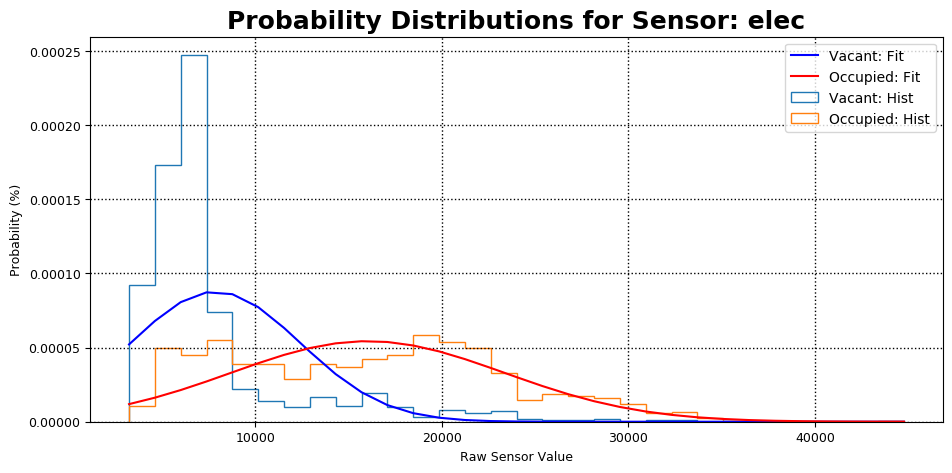 Probability Distributions for Sensor: elec
0.00025
0.00020
0.00015
0.00010
0.00005
0.00000
Probability (%)
Vacant: Fit
Occupied: Fit
Vacant: Hist
Occupied: Hist
10000 20000 30000 40000
Raw Sensor Value